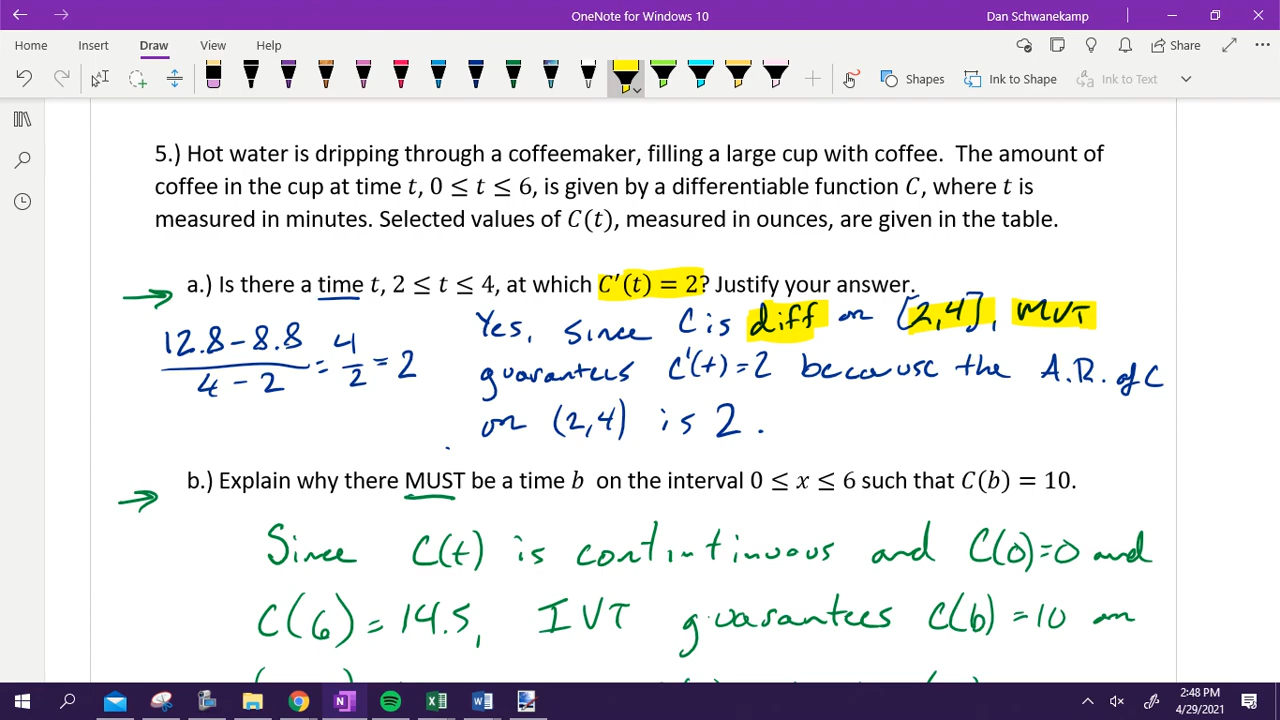 OneNote for Windows 10
Dan Schwanekamp
Home Insert Draw View Help
Share
Shapes Ink to Shape Ink to Text
5.) Hot water is dripping through a coffeemaker, filling a large cup with coffee. The amount of
coffee in the cup at time t, 0 ≤ t ≤ 6, is given by a differentiable function C, where t is
measured in minutes. Selected values of C(t), measured in ounces, are given in the table.
a.) Is there a time t, 2 ≤ t ≤ 4, at which C′(t) = 2? Justify your answer.
12.8 – 8.8 / 4 – 2 = 4/2 = 2
Yes, since C is diff on [2,4], MVT
guarantees C'(t)=2 because the A.R. of C
on (2,4) is 2.
b.) Explain why there MUST be a time b on the interval 0 ≤ x ≤ 6 such that C(b) = 10.
Since C(t) is contintinuous and C(0)=0 and
C(6) = 14.5, IVT guarantees C(b) = 10 on
2:48 PM
4/29/2021